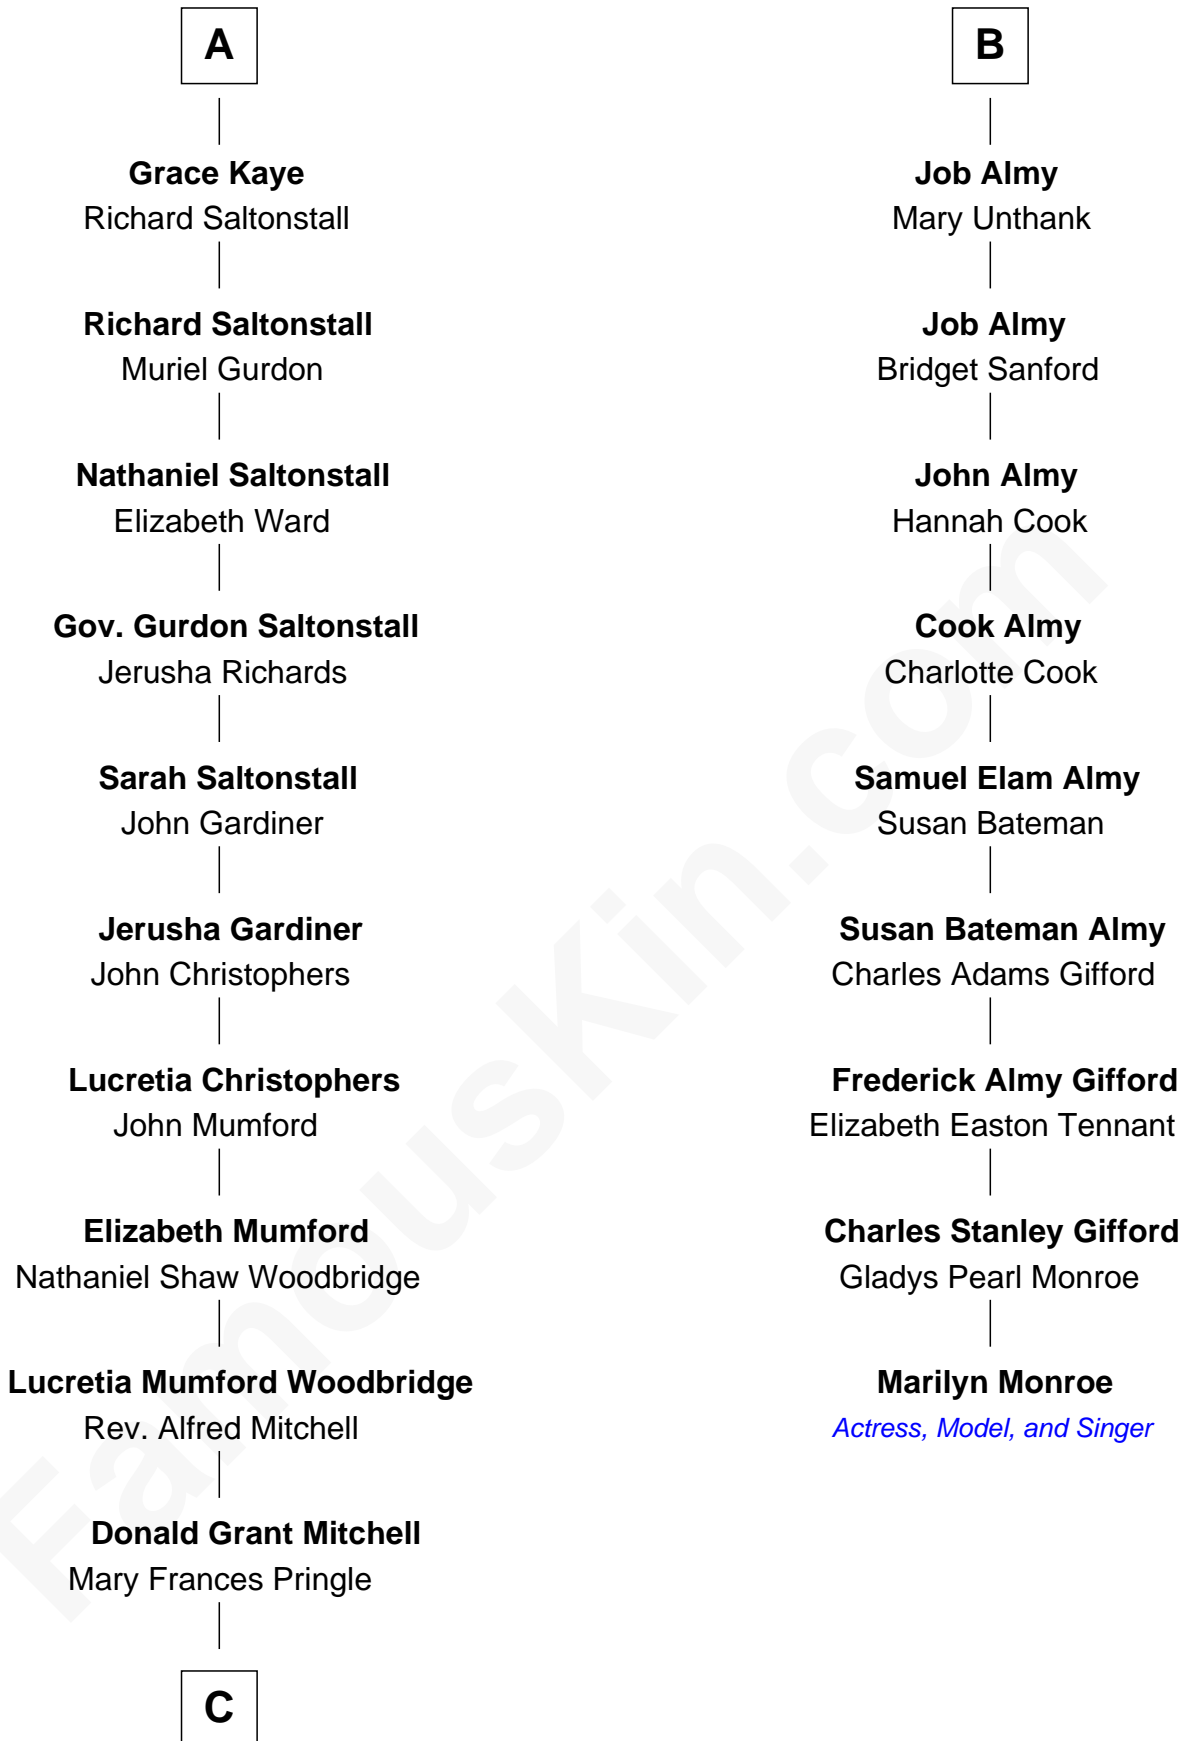 A
Grace Kaye
Richard Saltonstall
Richard Saltonstall
Muriel Gurdon
Nathaniel Saltonstall
Elizabeth Ward
Gov. Gurdon Saltonstall
Jerusha Richards
Sarah Saltonstall
John Gardiner
Jerusha Gardiner
John Christophers
Lucretia Christophers
John Mumford
Elizabeth Mumford
Nathaniel Shaw Woodbridge
Lucretia Mumford Woodbridge
Rev. Alfred Mitchell
Donald Grant Mitchell
Mary Frances Pringle
C
B
Job Almy
Mary Unthank
Job Almy
Bridget Sanford
John Almy
Hannah Cook
Cook Almy
Charlotte Cook
Samuel Elam Almy
Susan Bateman
Susan Bateman Almy
Charles Adams Gifford
Frederick Almy Gifford
Elizabeth Easton Tennant
Charles Stanley Gifford
Gladys Pearl Monroe
Marilyn Monroe
Actress, Model, and Singer
FamousKin.com